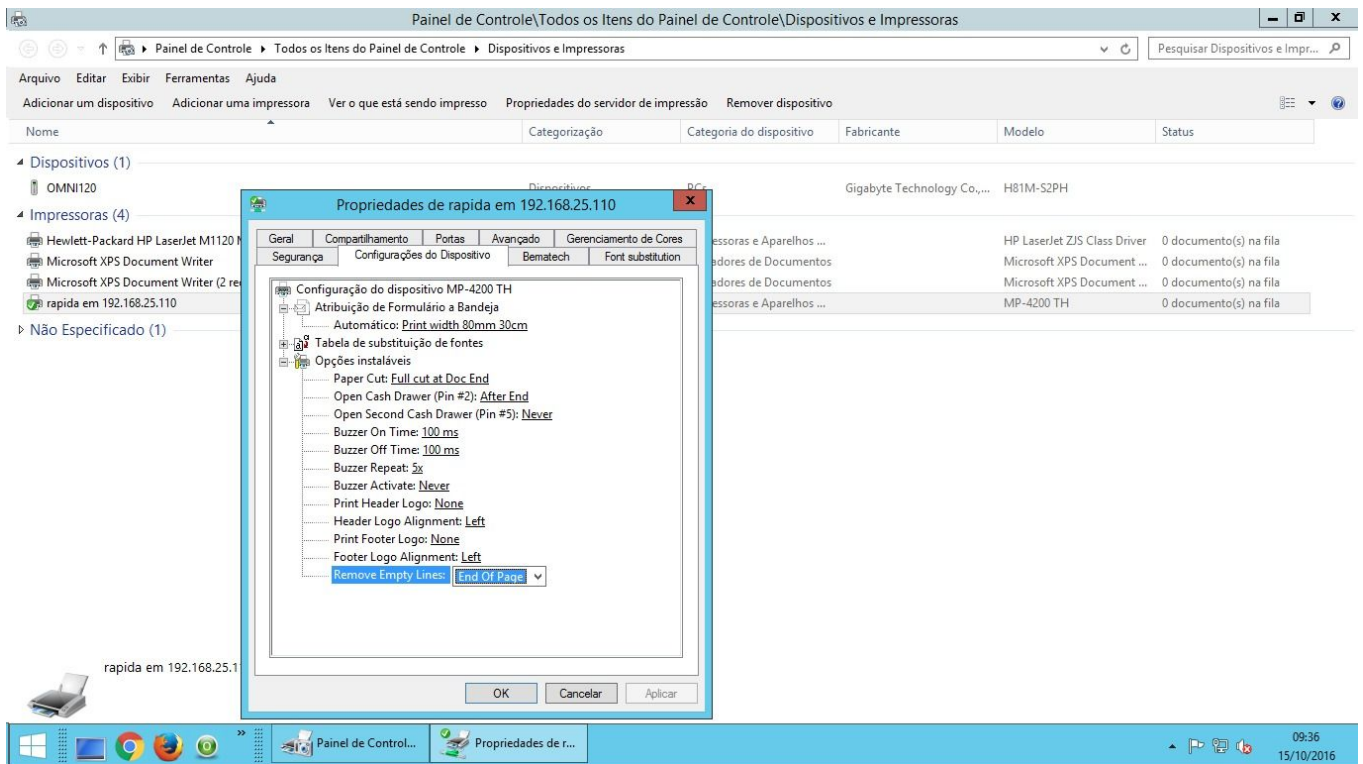 Painel de Controle\Todos os Itens do Painel de Controle\Dispositivos e Impressoras
Painel de Controle Todos os Itens do Painel de Controle Dispositivos e Impressoras
Pesquisar Dispositivos e Impr...
Arquivo Editar Exibir Ferramentas Ajuda
Adicionar um dispositivo Adicionar uma impressora Ver o que está sendo impresso Propriedades do servidor de impressão Remover dispositivo
Nome Categorização Categoria do dispositivo Fabricante Modelo Status
Dispositivos (1)
OMNI120 Dispositivos PCs Gigabyte Technology Co.,... H81M-S2PH
Impressoras (4)
Hewlett-Packard HP LaserJet M1120 essoras e Aparelhos ... HP LaserJet ZJS Class Driver 0 documento(s) na fila
Microsoft XPS Document Writer adores de Documentos Microsoft XPS Document ... 0 documento(s) na fila
Microsoft XPS Document Writer (2 re adores de Documentos Microsoft XPS Document ... 0 documento(s) na fila
rapida em 192.168.25.110 essoras e Aparelhos ... MP-4200 TH 0 documento(s) na fila
Não Especificado (1)
Propriedades de rapida em 192.168.25.110
x
Geral Compartilhamento Portas Avançado Gerenciamento de Cores
Segurança Configurações do Dispositivo Bematech Font substitution
Configuração do dispositivo MP-4200 TH
Atribuição de Formulário a Bandeja
Automático: Print width 80mm 30cm
Tabela de substituição de fontes
Opções instaláveis
Paper Cut: Full cut at Doc End
Open Cash Drawer (Pin #2): After End
Open Second Cash Drawer (Pin #5): Never
Buzzer On Time: 100 ms
Buzzer Off Time: 100 ms
Buzzer Repeat: 5x
Buzzer Activate: Never
Print Header Logo: None
Header Logo Alignment: Left
Print Footer Logo: None
Footer Logo Alignment: Left
Remove Empty Lines: End Of Page
OK Cancelar Aplicar
rapida em 192.168.25.1
Painel de Control... Propriedades de r...
09:36
15/10/2016